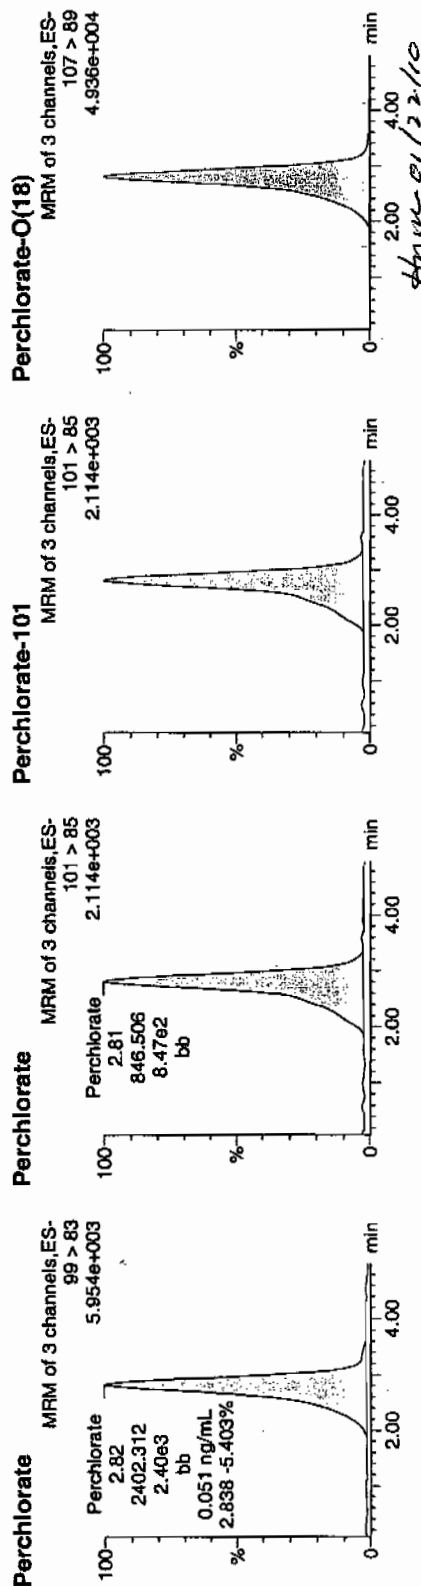 Perchlorate
MRM of 3 channels,ES-
99 > 83
5.954e+003
100
Perchlorate
2.82
2402.312
2.40e3
bb
0.051 ng/mL
2.838 -5.403%
%
0
2.00
4.00
min
Perchlorate
MRM of 3 channels,ES-
101 > 85
2.114e+003
100
Perchlorate
2.81
846.506
8.47e2
bb
%
0
2.00
4.00
min
Perchlorate-101
MRM of 3 channels,ES-
101 > 85
2.114e+003
100
%
0
2.00
4.00
min
Perchlorate-O(18)
MRM of 3 channels,ES-
107 > 89
4.936e+004
100
%
0
2.00
4.00
min
01/22/10